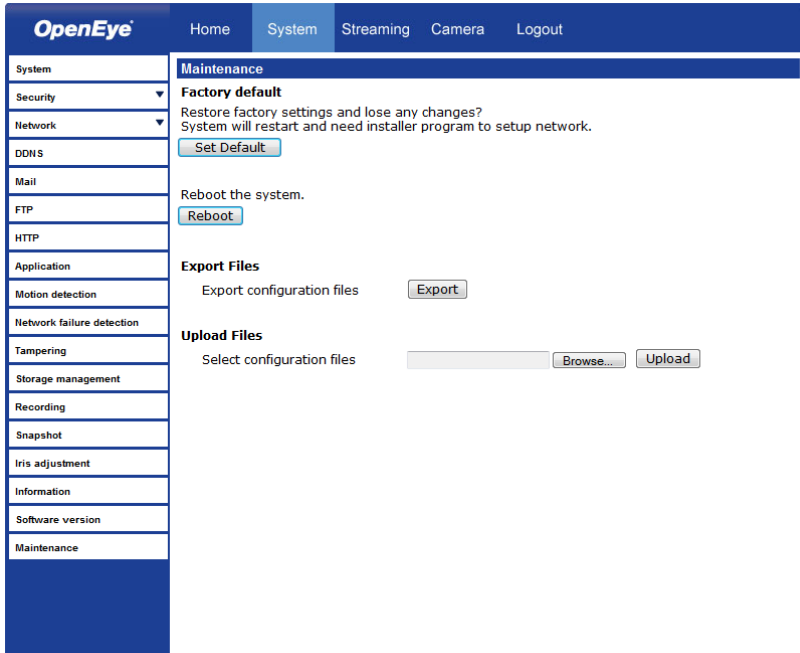 OpenEye
Home System Streaming Camera Logout
System
Security
Network
DDNS
Mail
FTP
HTTP
Application
Motion detection
Network failure detection
Tampering
Storage management
Recording
Snapshot
Iris adjustment
Information
Software version
Maintenance
Maintenance
Factory default
Restore factory settings and lose any changes?
System will restart and need installer program to setup network.
Set Default
Reboot the system.
Reboot
Export Files
Export configuration files Export
Upload Files
Select configuration files Browse... Upload